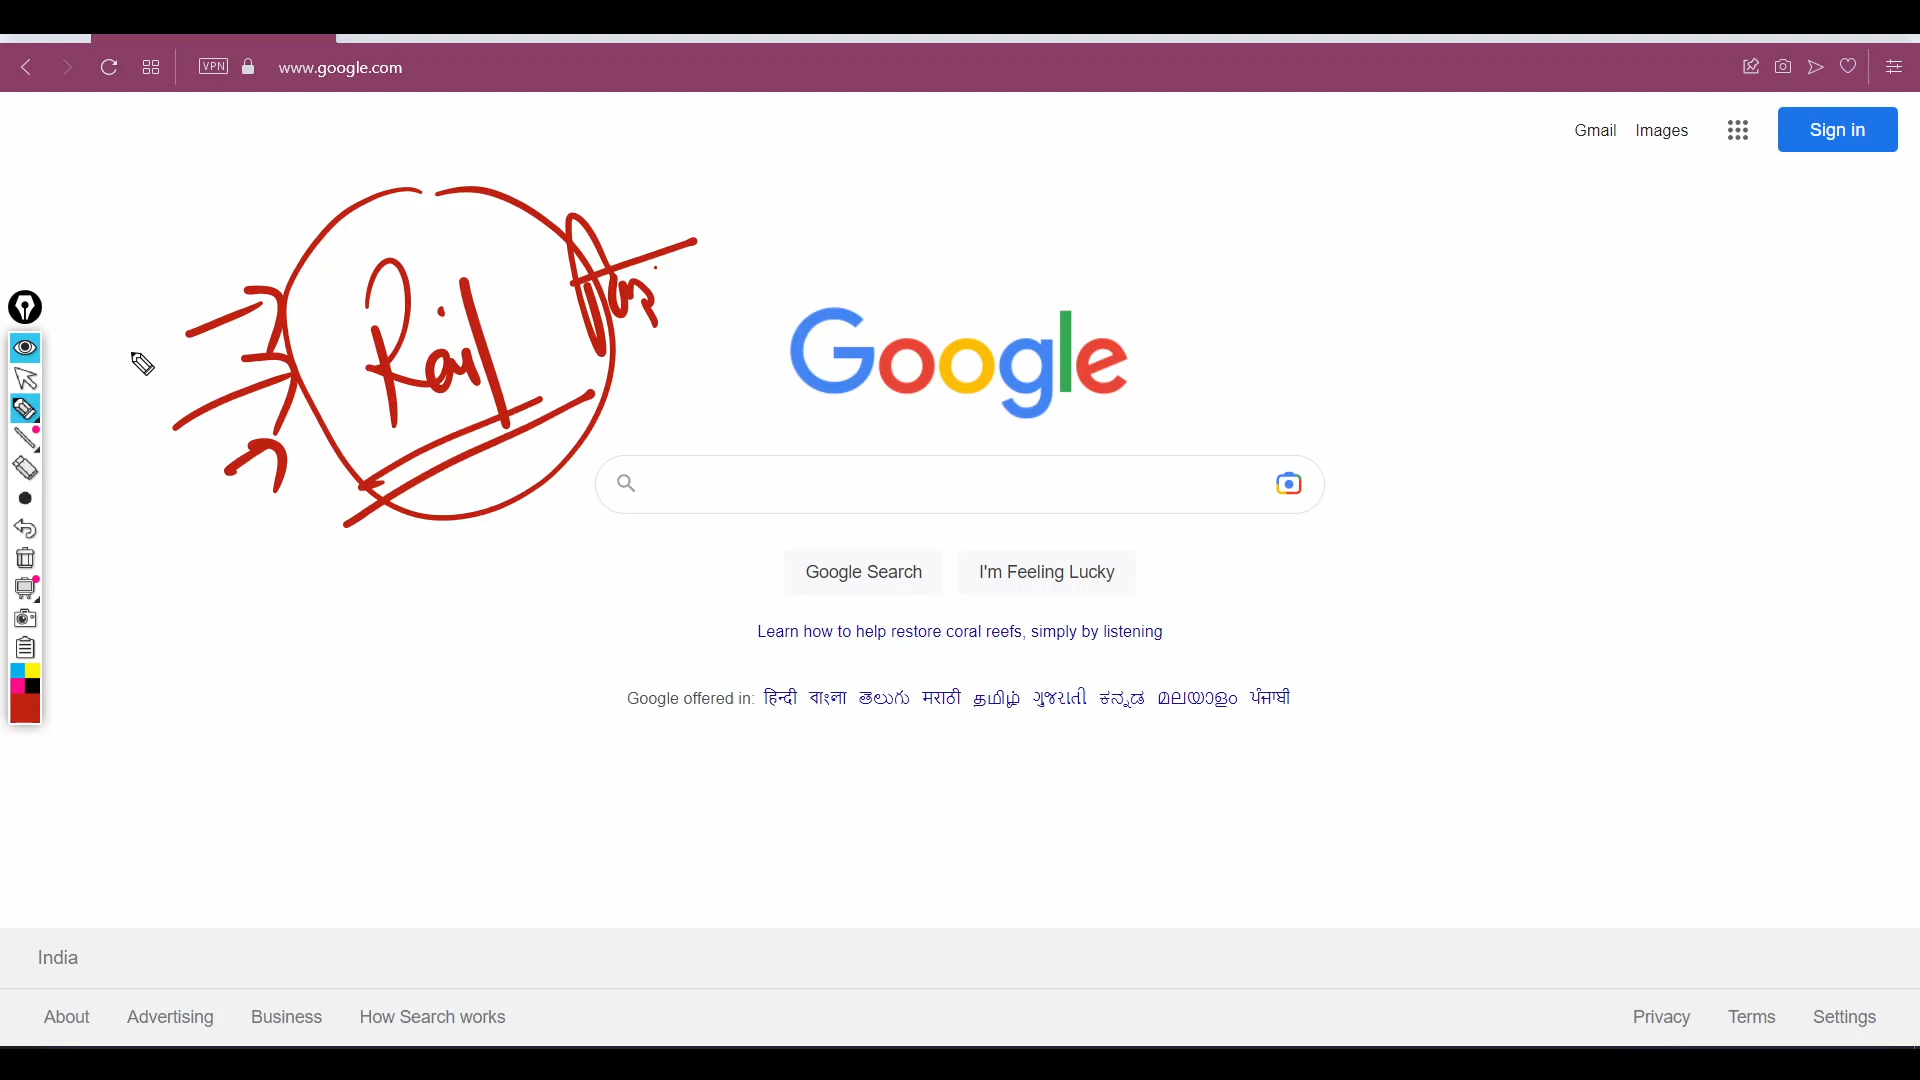 VPN www.google.com
Gmail Images Sign in
Rail
Google
Google Search I'm Feeling Lucky
Learn how to help restore coral reefs, simply by listening
Google offered in: हिन्दी বাংলা తెలుగు मराठी தமிழ் ગુજરાતી ಕನ್ನಡ മലയാളം ਪੰਜਾਬੀ
India
About Advertising Business How Search works Privacy Terms Settings